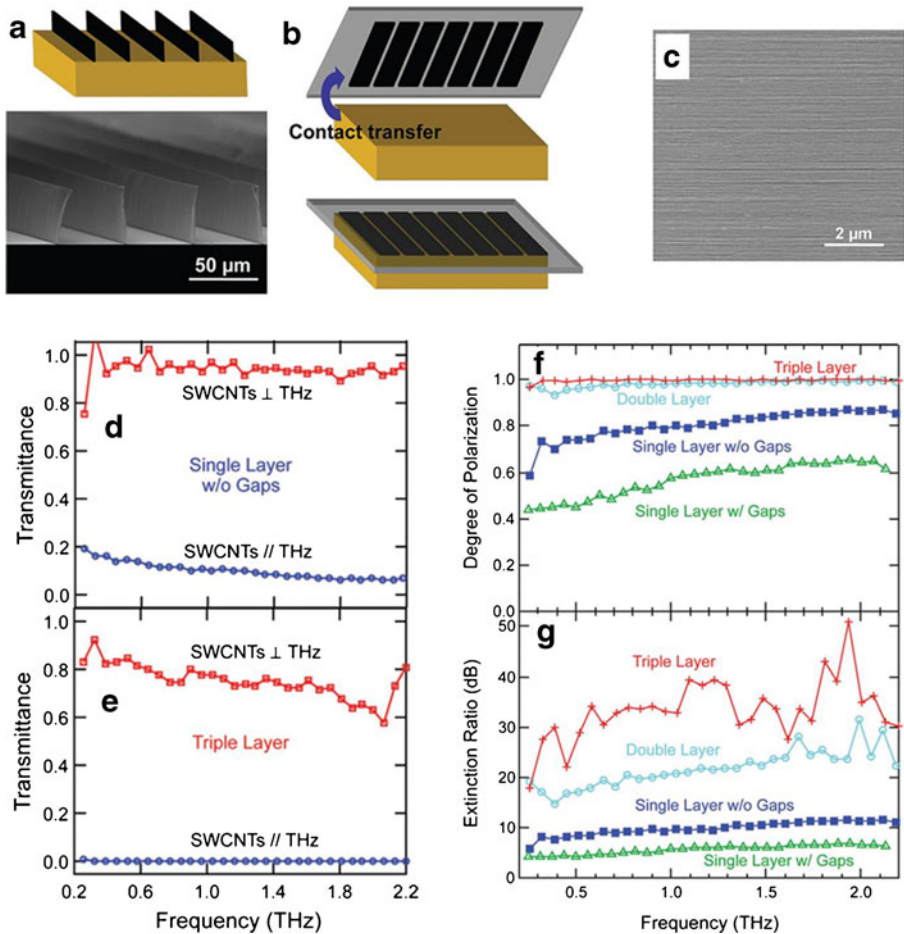 a
50 μm
b
Contact transfer
c
2 μm
Transmittance
1.0
0.8
0.6
0.4
0.2
0.0
d
SWCNTs ⊥ THz
Single Layer
w/o Gaps
SWCNTs // THz
Transmittance
1.0
0.8
0.6
0.4
0.2
0.0
e
SWCNTs ⊥ THz
Triple Layer
SWCNTs // THz
0.2 0.6 1.0 1.4 1.8 2.2
Frequency (THz)
Degree of Polarization
1.0
0.8
0.6
0.4
0.2
0.0
f
Triple Layer
Double Layer
Single Layer w/o Gaps
Single Layer w/ Gaps
Extinction Ratio (dB)
50
40
30
20
10
0
g
Triple Layer
Double Layer
Single Layer w/o Gaps
Single Layer w/ Gaps
0.5 1.0 1.5 2.0
Frequency (THz)